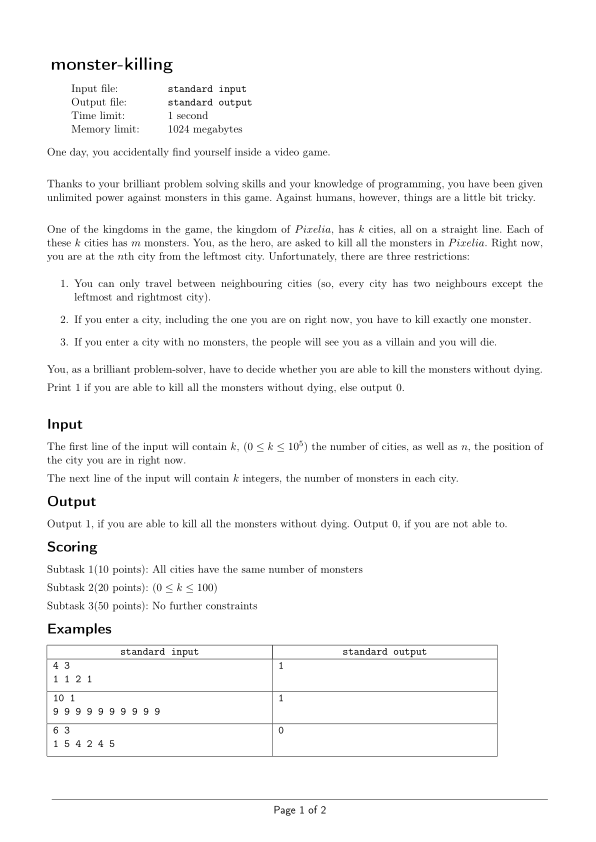 monster-killing
Input file: standard input
Output file: standard output
Time limit: 1 second
Memory limit: 1024 megabytes
One day, you accidentally find yourself inside a video game.
Thanks to your brilliant problem solving skills and your knowledge of programming, you have been given
unlimited power against monsters in this game. Against humans, however, things are a little bit tricky.
One of the kingdoms in the game, the kingdom of Pixelia, has k cities, all on a straight line. Each of
these k cities has m monsters. You, as the hero, are asked to kill all the monsters in Pixelia. Right now,
you are at the nth city from the leftmost city. Unfortunately, there are three restrictions:
1. You can only travel between neighbouring cities (so, every city has two neighbours except the
leftmost and rightmost city).
2. If you enter a city, including the one you are on right now, you have to kill exactly one monster.
3. If you enter a city with no monsters, the people will see you as a villain and you will die.
You, as a brilliant problem-solver, have to decide whether you are able to kill the monsters without dying.
Print 1 if you are able to kill all the monsters without dying, else output 0.
Input
The first line of the input will contain k, (0 ≤ k ≤ 10⁵) the number of cities, as well as n, the position of
the city you are in right now.
The next line of the input will contain k integers, the number of monsters in each city.
Output
Output 1, if you are able to kill all the monsters without dying. Output 0, if you are not able to.
Scoring
Subtask 1(10 points): All cities have the same number of monsters
Subtask 2(20 points): (0 ≤ k ≤ 100)
Subtask 3(50 points): No further constraints
Examples
standard input standard output
4 3 1
1 1 2 1
10 1 1
9 9 9 9 9 9 9 9 9 9
6 3 0
1 5 4 2 4 5
Page 1 of 2